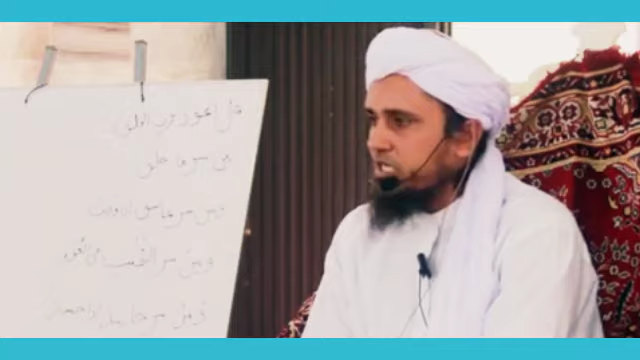 قل اعوذ برب الفلق
من شر ما خلق
ومن شر غاسق اذا وقب
ومن شر النفثت فى العقد
ومن شر حاسد اذا حسد